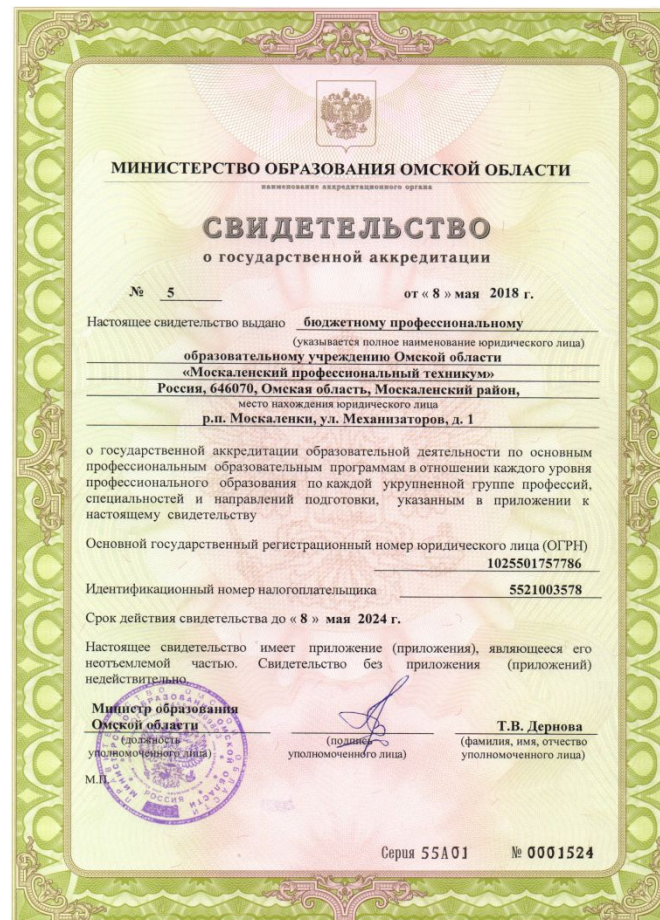 МИНИСТЕРСТВО ОБРАЗОВАНИЯ ОМСКОЙ ОБЛАСТИ
наименование аккредитационного органа
СВИДЕТЕЛЬСТВО
о государственной аккредитации
№ 5 от « 8 » мая 2018 г.
Настоящее свидетельство выдано бюджетному профессиональному
(указывается полное наименование юридического лица)
образовательному учреждению Омской области
«Москаленский профессиональный техникум»
Россия, 646070, Омская область, Москаленский район,
место нахождения юридического лица
р.п. Москаленки, ул. Механизаторов, д. 1
о государственной аккредитации образовательной деятельности по основным
профессиональным образовательным программам в отношении каждого уровня
профессионального образования по каждой укрупненной группе профессий,
специальностей и направлений подготовки, указанным в приложении к
настоящему свидетельству
Основной государственный регистрационный номер юридического лица (ОГРН)
1025501757786
Идентификационный номер налогоплательщика 5521003578
Срок действия свидетельства до « 8 » мая 2024 г.
Настоящее свидетельство имеет приложение (приложения), являющееся его
неотъемлемой частью. Свидетельство без приложения (приложений)
недействительно.
Министр образования
Омской области Т.В. Дернова
(должность (подпись (фамилия, имя, отчество
уполномоченного лица) уполномоченного лица) уполномоченного лица)
М.П.
РОССИЯ
Серия 55А01 № 0001524